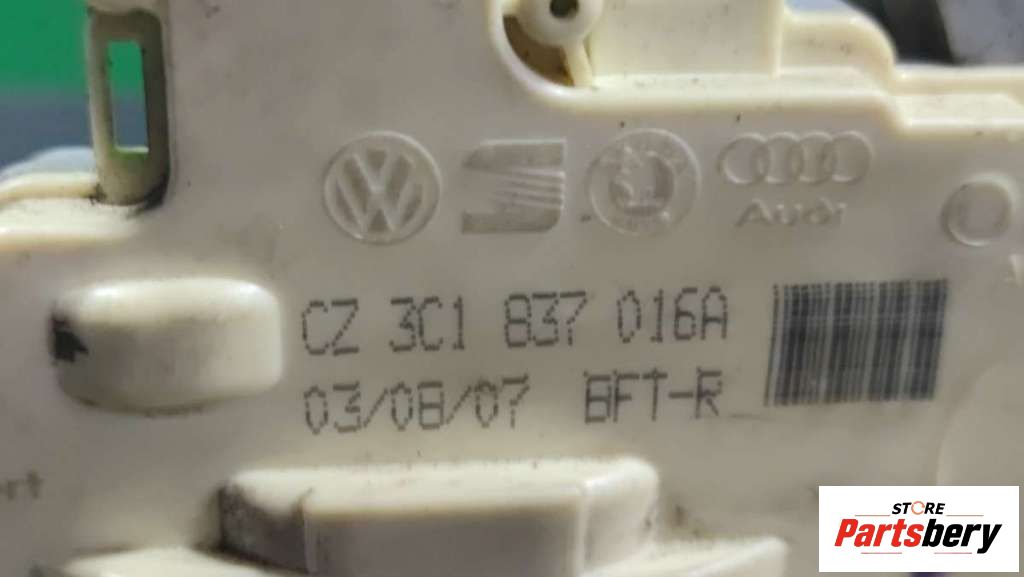 Audi
CZ 3C1 837 016A
03/08/07 BFT-R
STORE
Partsbery